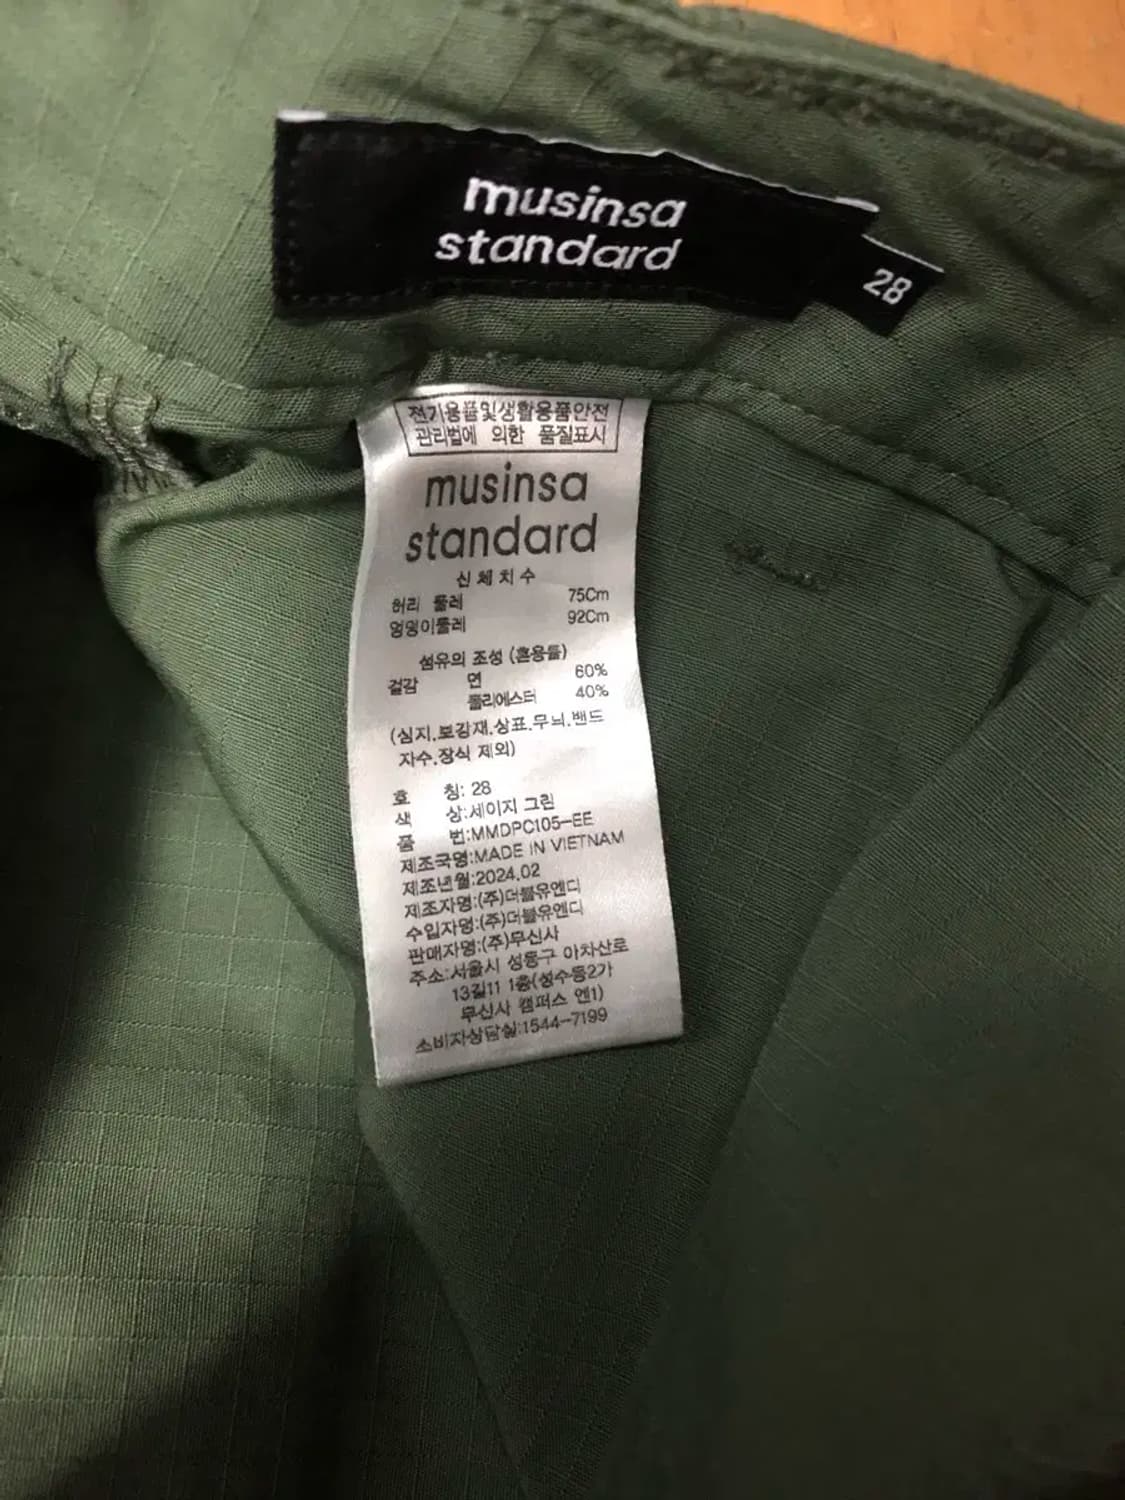 musinsa
standard
28
전기용품및생활용품안전
관리법에 의한 품질표시
musinsa
standard
신체치수
허리 둘레 75Cm
엉덩이둘레 92Cm
섬유의 조성 (혼용률)
겉감 면 60%
폴리에스터 40%
(심지.보강재.상표.무늬.밴드
자수.장식 제외)
호 칭: 28
색 상:세이지 그린
품 번:MMDPC105-EE
제조국명:MADE IN VIETNAM
제조년월:2024.02
제조자명:(주)더블유엔디
수입자명:(주)더블유엔디
판매자명:(주)무신사
주소:서울시 성동구 아차산로
13길11 1층(성수동2가
무신사 캠퍼스 엔1)
소비자상담실:1544-7199